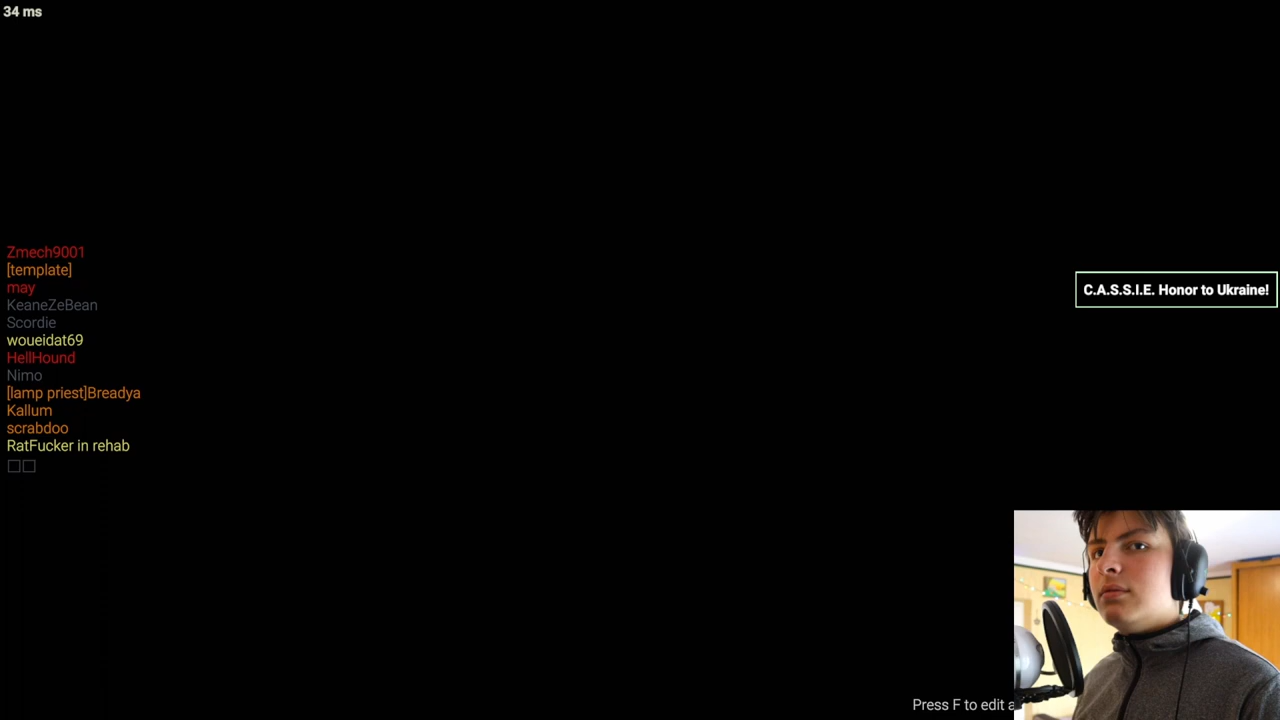 34 ms
Zmech9001
[template]
may
KeaneZeBean
Scordie
woueidat69
HellHound
Nimo
[lamp priest]Breadya
Kallum
scrabdoo
RatFucker in rehab
C.A.S.S.I.E. Honor to Ukraine!
Press F to edit a